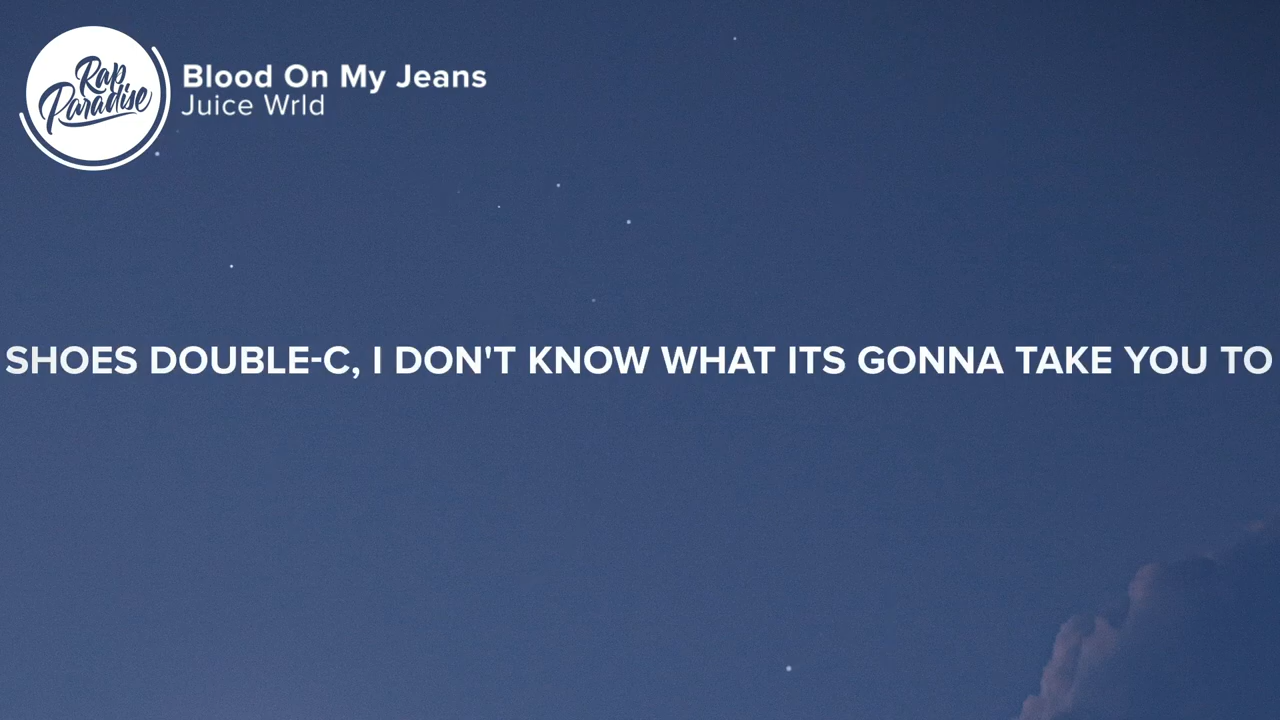 Rap
Paradise
Blood On My Jeans
Juice Wrld
SHOES DOUBLE-C, I DON'T KNOW WHAT ITS GONNA TAKE YOU TO